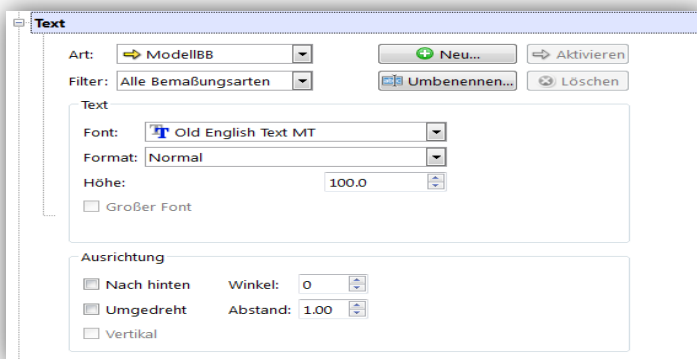 Text
Art: ModellBB Neu... Aktivieren
Filter: Alle Bemaßungsarten Umbenennen... Löschen
Text
Font: Old English Text MT
Format: Normal
Höhe: 100.0
Großer Font
Ausrichtung
Nach hinten Winkel: 0
Umgedreht Abstand: 1.00
Vertikal